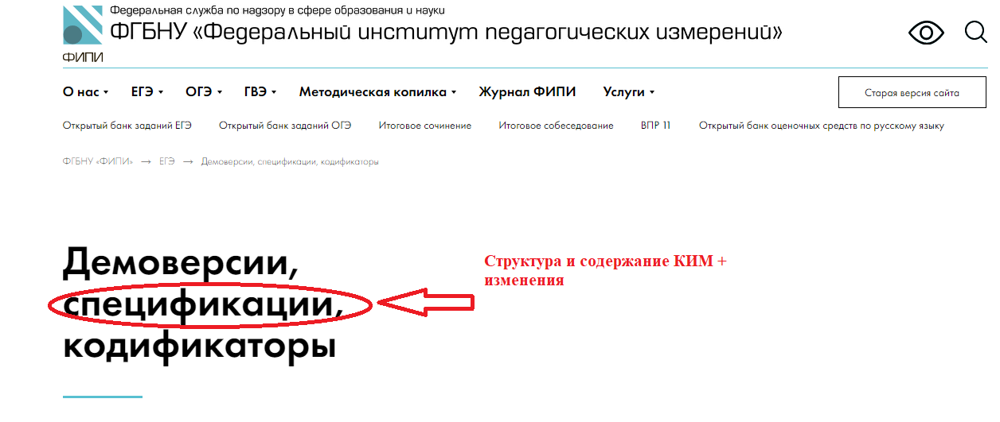 Федеральная служба по надзору в сфере образования и науки
ФГБНУ «Федеральный институт педагогических измерений»
ФИПИ
О нас ЕГЭ ОГЭ ГВЭ Методическая копилка Журнал ФИПИ Услуги Старая версия сайта
Открытый банк заданий ЕГЭ Открытый банк заданий ОГЭ Итоговое сочинение Итоговое собеседование ВПР 11 Открытый банк оценочных средств по русскому языку
ФГБНУ «ФИПИ» → ЕГЭ → Демоверсии, спецификации, кодификаторы
Демоверсии,
спецификации,
кодификаторы
Структура и содержание КИМ +
изменения